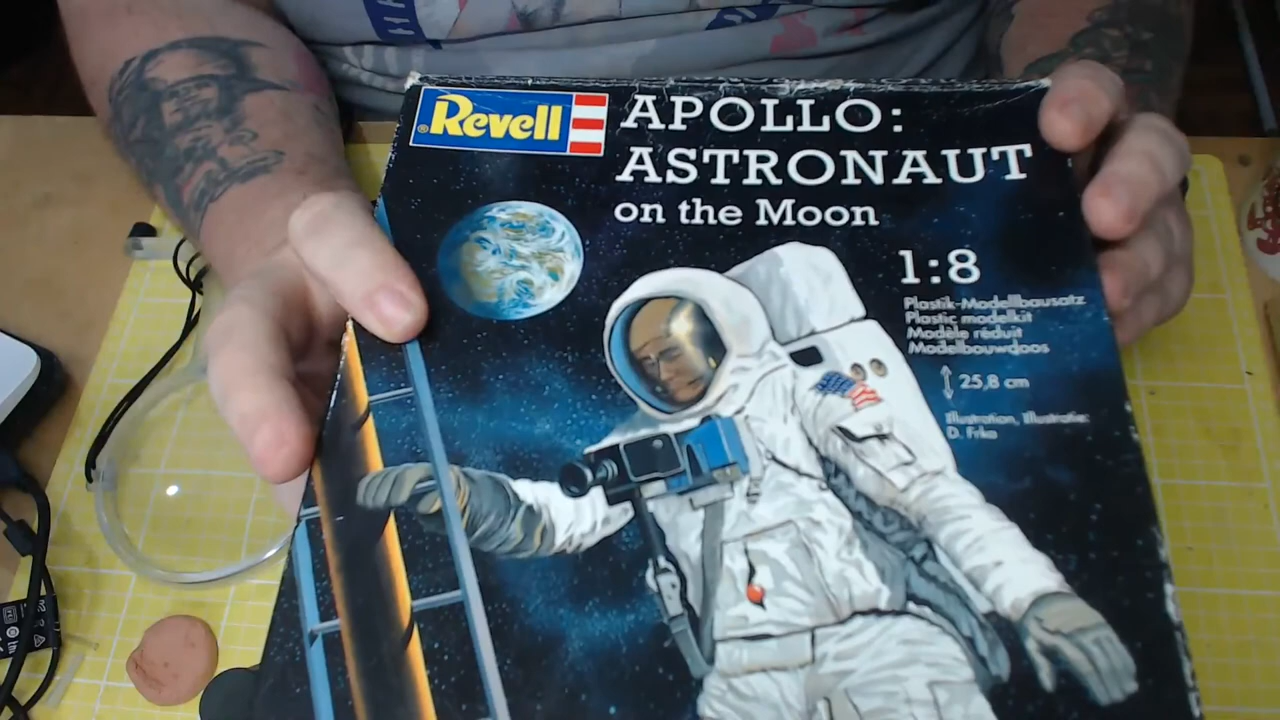 Revell
APOLLO:
ASTRONAUT
on the Moon
1:8
Plastik-Modellbausatz
Plastic modelkit
Modèle réduit
Modelbouwdoos
25,8 cm
Illustration, Illustratie:
D. Frko